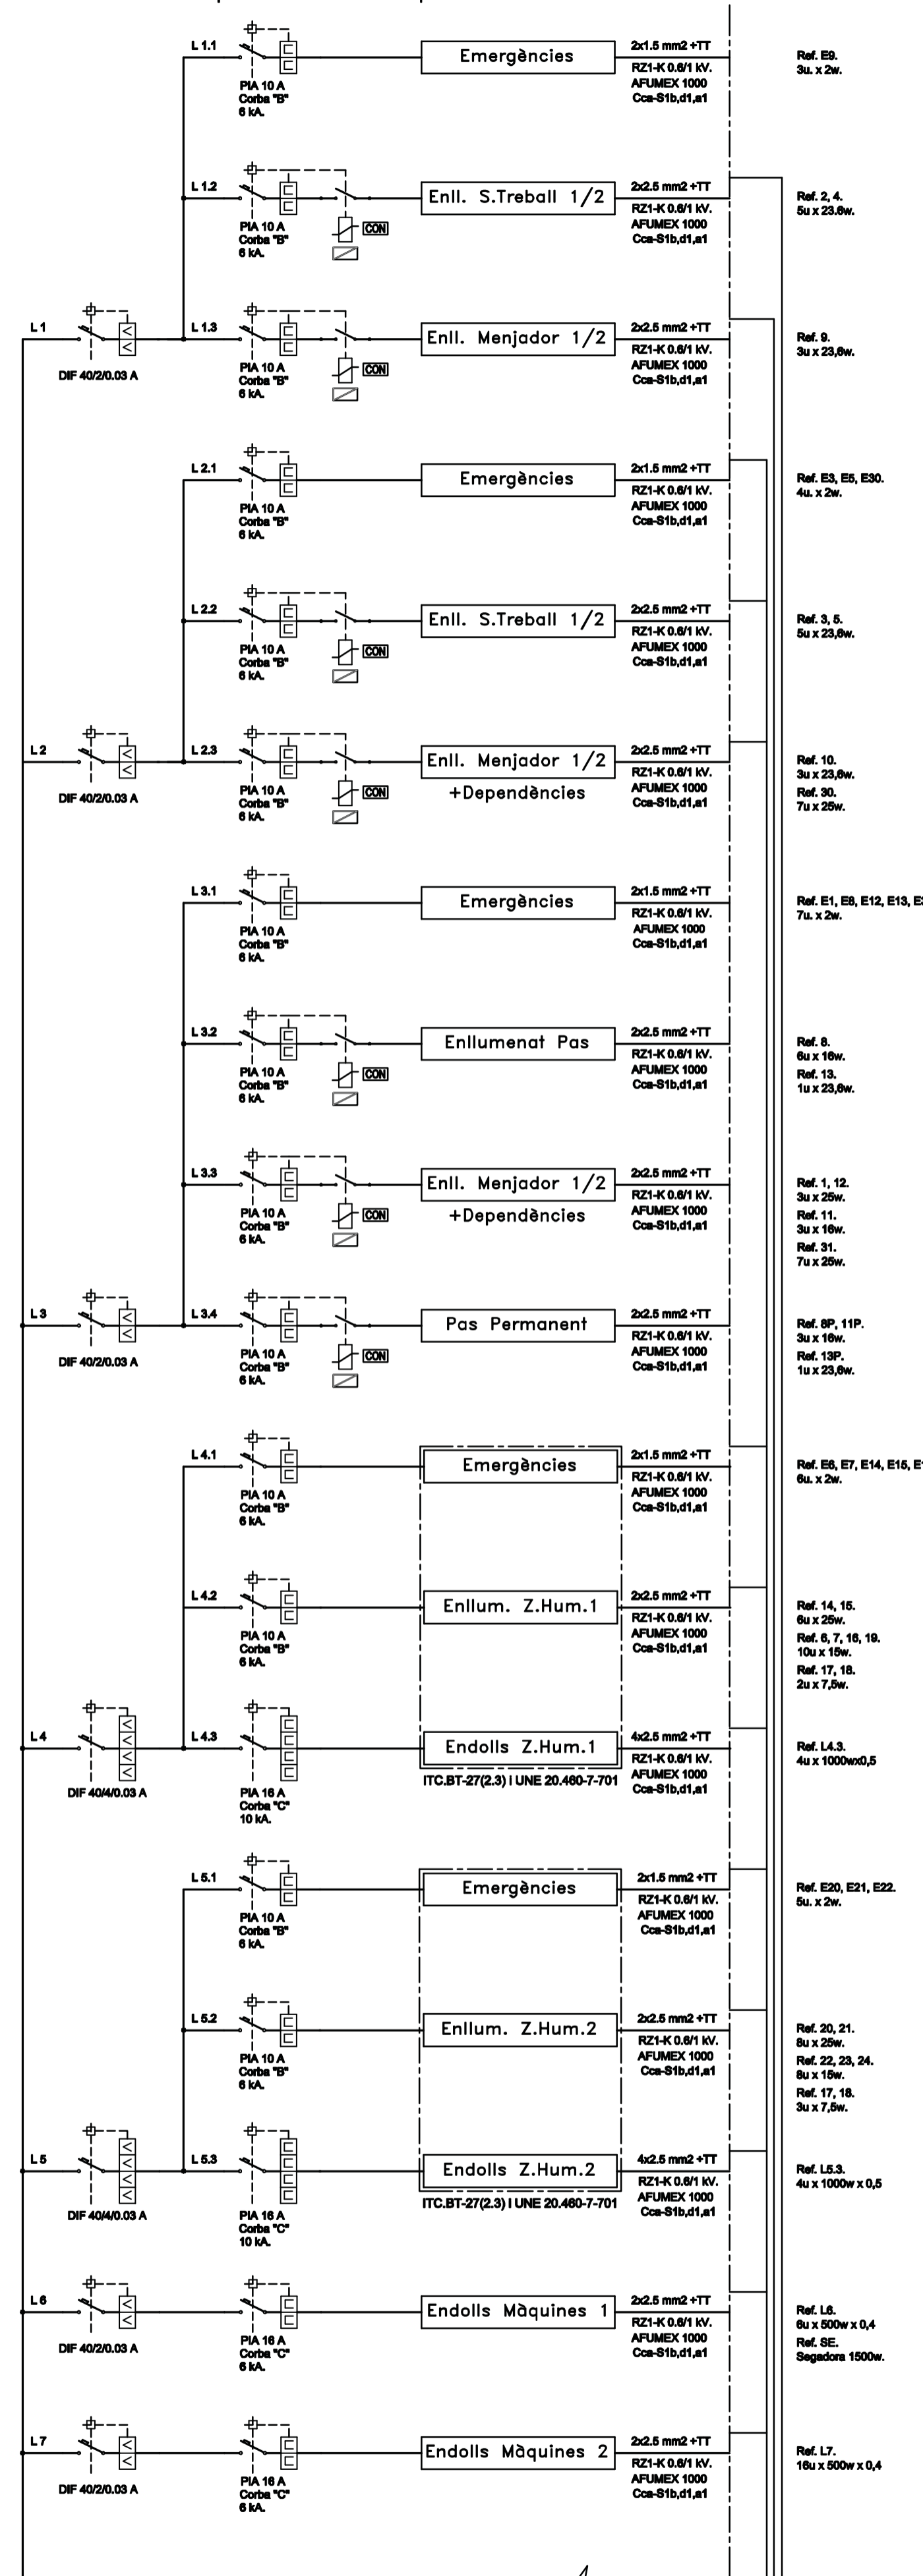 L 1.1
PIA 10 A
Corba "B"
6 kA.
Emergències
2x1.5 mm2 +TT
RZ1-K 0.6/1 kV.
AFUMEX 1000
Cca-S1b,d1,a1
Ref. E9.
3u. x 2w.
L 1.2
PIA 10 A
Corba "B"
6 kA.
CON
Enll. S.Treball 1/2
2x2.5 mm2 +TT
RZ1-K 0.6/1 kV.
AFUMEX 1000
Cca-S1b,d1,a1
Ref. 2, 4.
5u x 23.6w.
L 1
DIF 40/2/0.03 A
L 1.3
PIA 10 A
Corba "B"
6 kA.
CON
Enll. Menjador 1/2
2x2.5 mm2 +TT
RZ1-K 0.6/1 kV.
AFUMEX 1000
Cca-S1b,d1,a1
Ref. 9.
3u x 23,6w.
L 2.1
PIA 10 A
Corba "B"
6 kA.
Emergències
2x1.5 mm2 +TT
RZ1-K 0.6/1 kV.
AFUMEX 1000
Cca-S1b,d1,a1
Ref. E3, E5, E30.
4u. x 2w.
L 2.2
PIA 10 A
Corba "B"
6 kA.
CON
Enll. S.Treball 1/2
2x2.5 mm2 +TT
RZ1-K 0.6/1 kV.
AFUMEX 1000
Cca-S1b,d1,a1
Ref. 3, 5.
5u x 23,6w.
L 2
DIF 40/2/0.03 A
L 2.3
PIA 10 A
Corba "B"
6 kA.
CON
Enll. Menjador 1/2
+Dependències
2x2.5 mm2 +TT
RZ1-K 0.6/1 kV.
AFUMEX 1000
Cca-S1b,d1,a1
Ref. 10.
3u x 23,6w.
Ref. 30.
7u x 25w.
L 3.1
PIA 10 A
Corba "B"
6 kA.
Emergències
2x1.5 mm2 +TT
RZ1-K 0.6/1 kV.
AFUMEX 1000
Cca-S1b,d1,a1
Ref. E1, E8, E12, E13,
7u. x 2w.
L 3.2
PIA 10 A
Corba "B"
6 kA.
CON
Enllumenat Pas
2x2.5 mm2 +TT
RZ1-K 0.6/1 kV.
AFUMEX 1000
Cca-S1b,d1,a1
Ref. 8.
6u x 16w.
Ref. 13.
1u x 23,6w.
L 3.3
PIA 10 A
Corba "B"
6 kA.
CON
Enll. Menjador 1/2
+Dependències
2x2.5 mm2 +TT
RZ1-K 0.6/1 kV.
AFUMEX 1000
Cca-S1b,d1,a1
Ref. 1, 12.
3u x 25w.
Ref. 11.
3u x 16w.
Ref. 31.
7u x 25w.
L 3
DIF 40/2/0.03 A
L 3.4
PIA 10 A
Corba "B"
6 kA.
CON
Pas Permanent
2x2.5 mm2 +TT
RZ1-K 0.6/1 kV.
AFUMEX 1000
Cca-S1b,d1,a1
Ref. 8P, 11P.
3u x 16w.
Ref. 13P.
1u x 23,6w.
L 4.1
PIA 10 A
Corba "B"
6 kA.
Emergències
2x1.5 mm2 +TT
RZ1-K 0.6/1 kV.
AFUMEX 1000
Cca-S1b,d1,a1
Ref. E6, E7, E14, E15,
6u. x 2w.
L 4.2
PIA 10 A
Corba "B"
6 kA.
Enllum. Z.Hum.1
2x2.5 mm2 +TT
RZ1-K 0.6/1 kV.
AFUMEX 1000
Cca-S1b,d1,a1
Ref. 14, 15.
6u x 25w.
Ref. 6, 7, 16, 19.
10u x 15w.
Ref. 17, 18.
2u x 7,5w.
L 4
DIF 40/4/0.03 A
L 4.3
PIA 16 A
Corba "C"
10 kA.
Endolls Z.Hum.1
ITC.BT-27(2.3) I UNE 20.460-7-701
4x2.5 mm2 +TT
RZ1-K 0.6/1 kV.
AFUMEX 1000
Cca-S1b,d1,a1
Ref. L4.3.
4u x 1000wx0,5
L 5.1
PIA 10 A
Corba "B"
6 kA.
Emergències
2x1.5 mm2 +TT
RZ1-K 0.6/1 kV.
AFUMEX 1000
Cca-S1b,d1,a1
Ref. E20, E21, E22.
5u. x 2w.
L 5.2
PIA 10 A
Corba "B"
6 kA.
Enllum. Z.Hum.2
2x2.5 mm2 +TT
RZ1-K 0.6/1 kV.
AFUMEX 1000
Cca-S1b,d1,a1
Ref. 20, 21.
8u x 25w.
Ref. 22, 23, 24.
8u x 15w.
Ref. 17, 18.
3u x 7,5w.
L 5
DIF 40/4/0.03 A
L 5.3
PIA 16 A
Corba "C"
10 kA.
Endolls Z.Hum.2
ITC.BT-27(2.3) I UNE 20.460-7-701
4x2.5 mm2 +TT
RZ1-K 0.6/1 kV.
AFUMEX 1000
Cca-S1b,d1,a1
Ref. L5.3.
4u x 1000w x 0,5
L 6
DIF 40/2/0.03 A
PIA 16 A
Corba "C"
6 kA.
Endolls Màquines 1
2x2.5 mm2 +TT
RZ1-K 0.6/1 kV.
AFUMEX 1000
Cca-S1b,d1,a1
Ref. L6.
6u x 500w x 0,4
Ref. SE.
Segadora 1500w.
L 7
DIF 40/2/0.03 A
PIA 16 A
Corba "C"
6 kA.
Endolls Màquines 2
2x2.5 mm2 +TT
RZ1-K 0.6/1 kV.
AFUMEX 1000
Cca-S1b,d1,a1
Ref. L7.
16u x 500w x 0,4